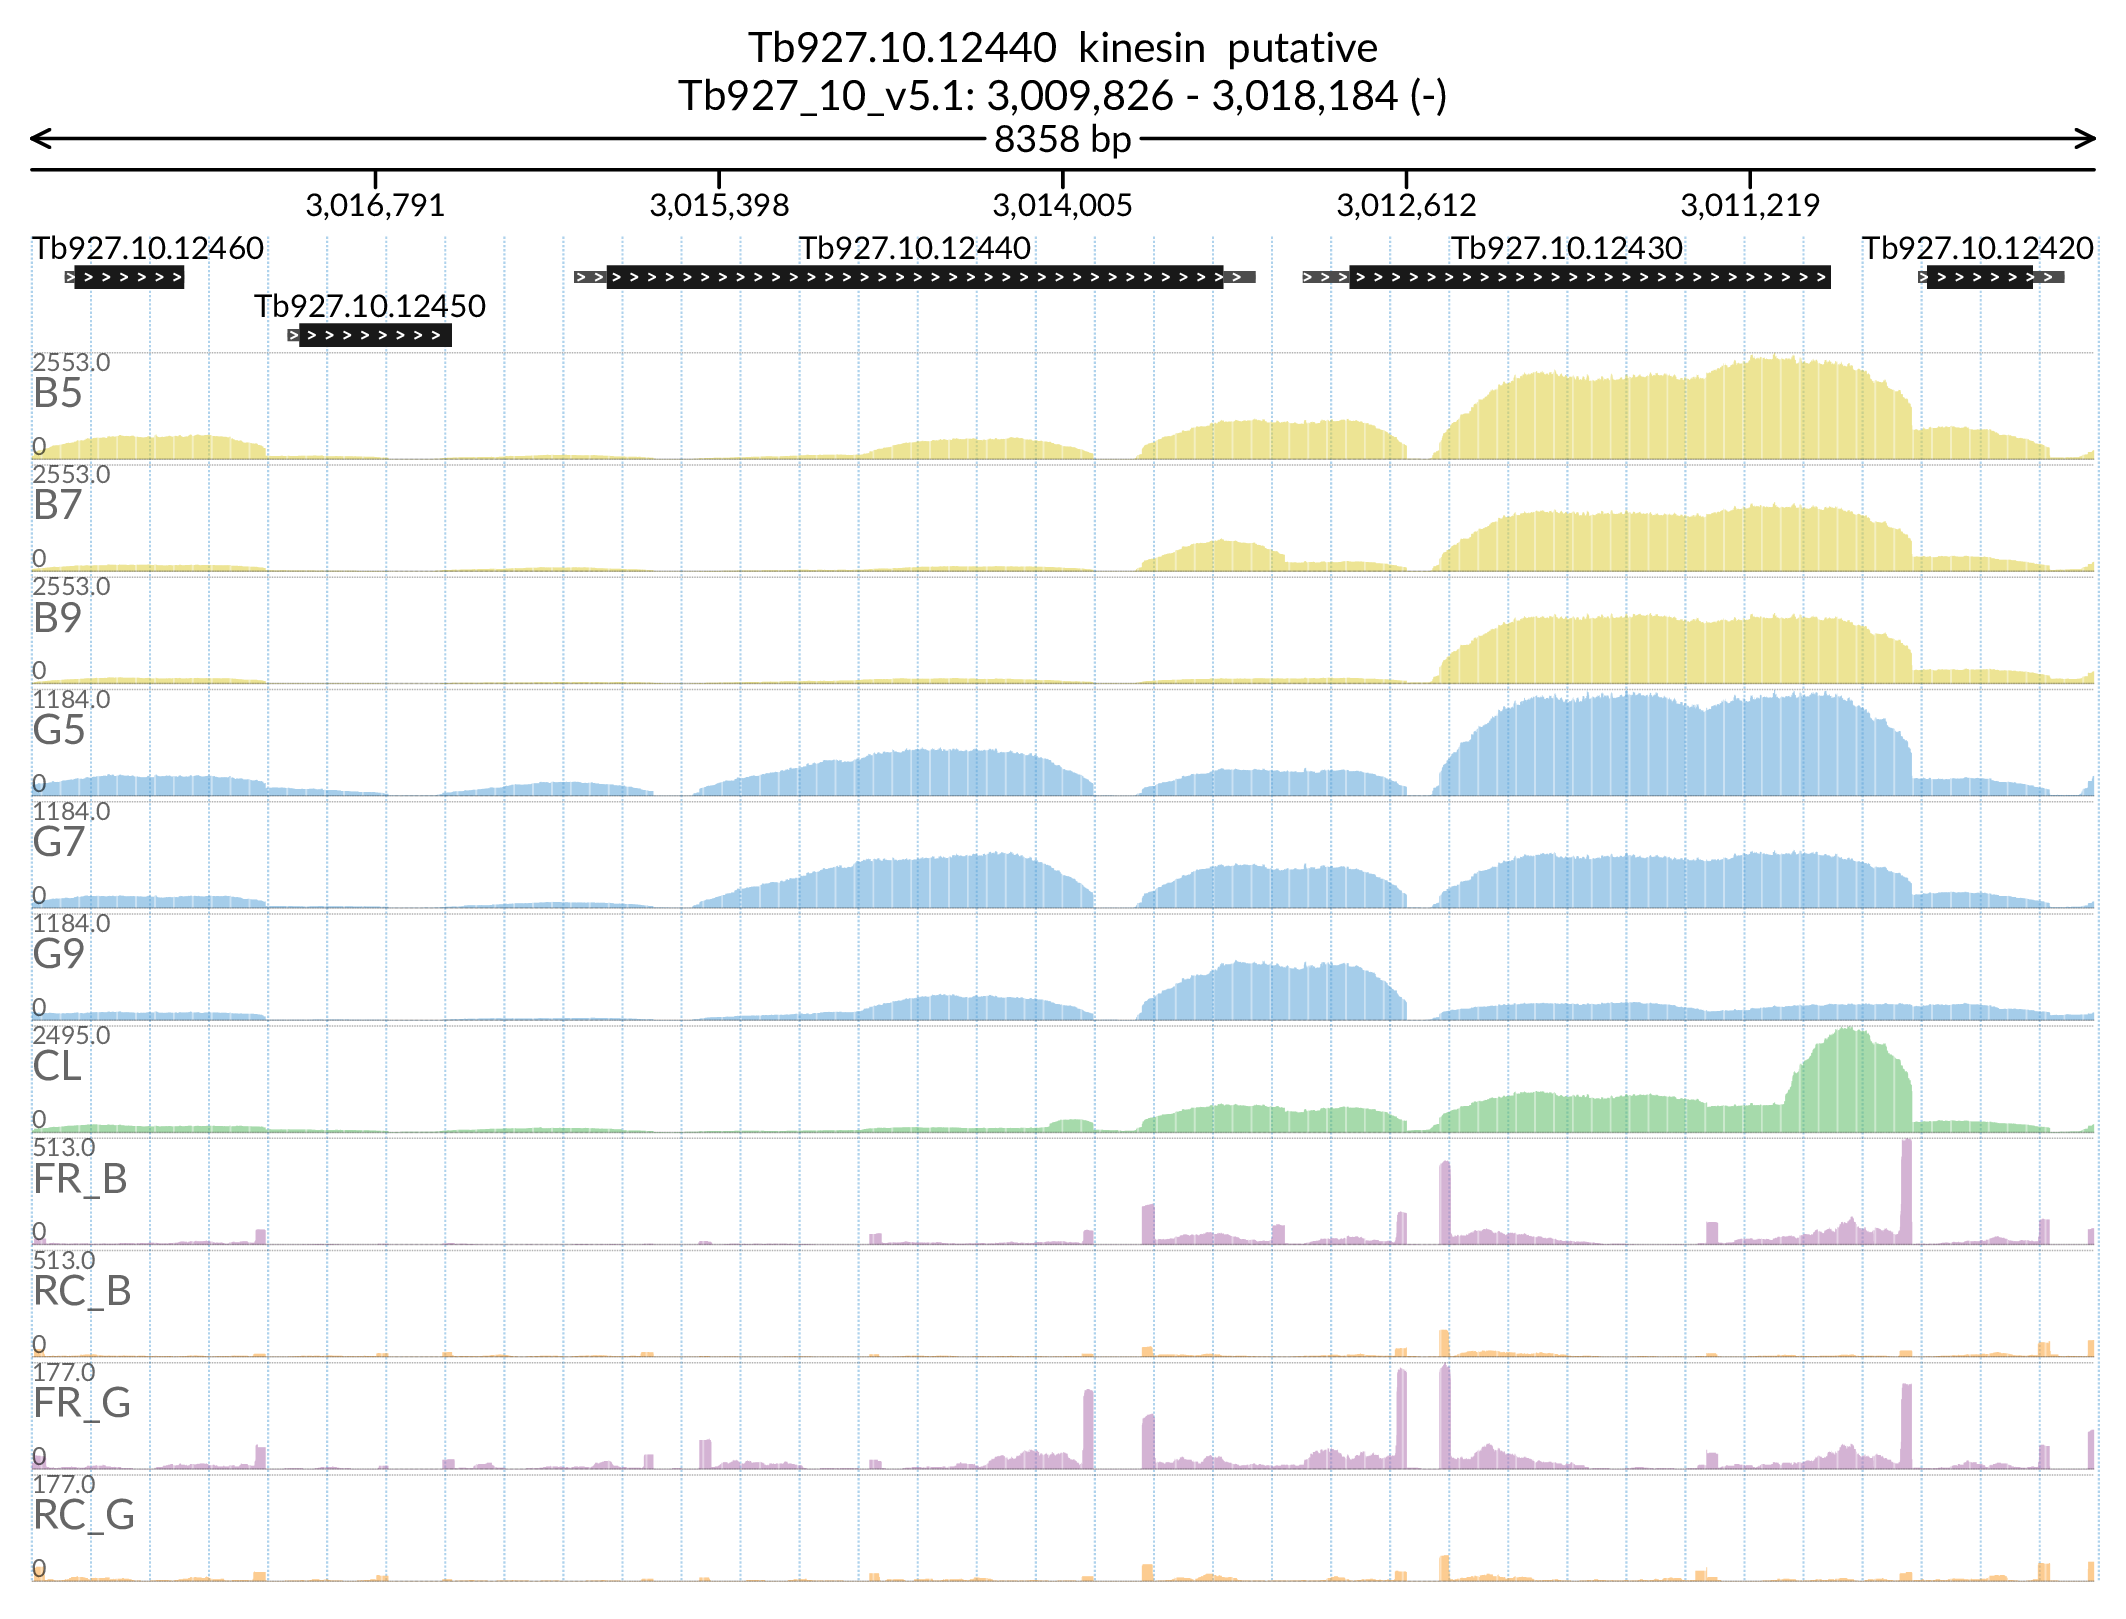 Tb927.10.12440 kinesin putative
Tb927_10_v5.1: 3,009,826 - 3,018,184 (-)
8358 bp
3,016,791 3,015,398 3,014,005 3,012,612 3,011,219
Tb927.10.12460 Tb927.10.12440 Tb927.10.12430 Tb927.10.12420
Tb927.10.12450
2553.0
B5
0
2553.0
B7
0
2553.0
B9
0
1184.0
G5
0
1184.0
G7
0
1184.0
G9
0
2495.0
CL
0
513.0
FR_B
0
513.0
RC_B
0
177.0
FR_G
0
177.0
RC_G
0